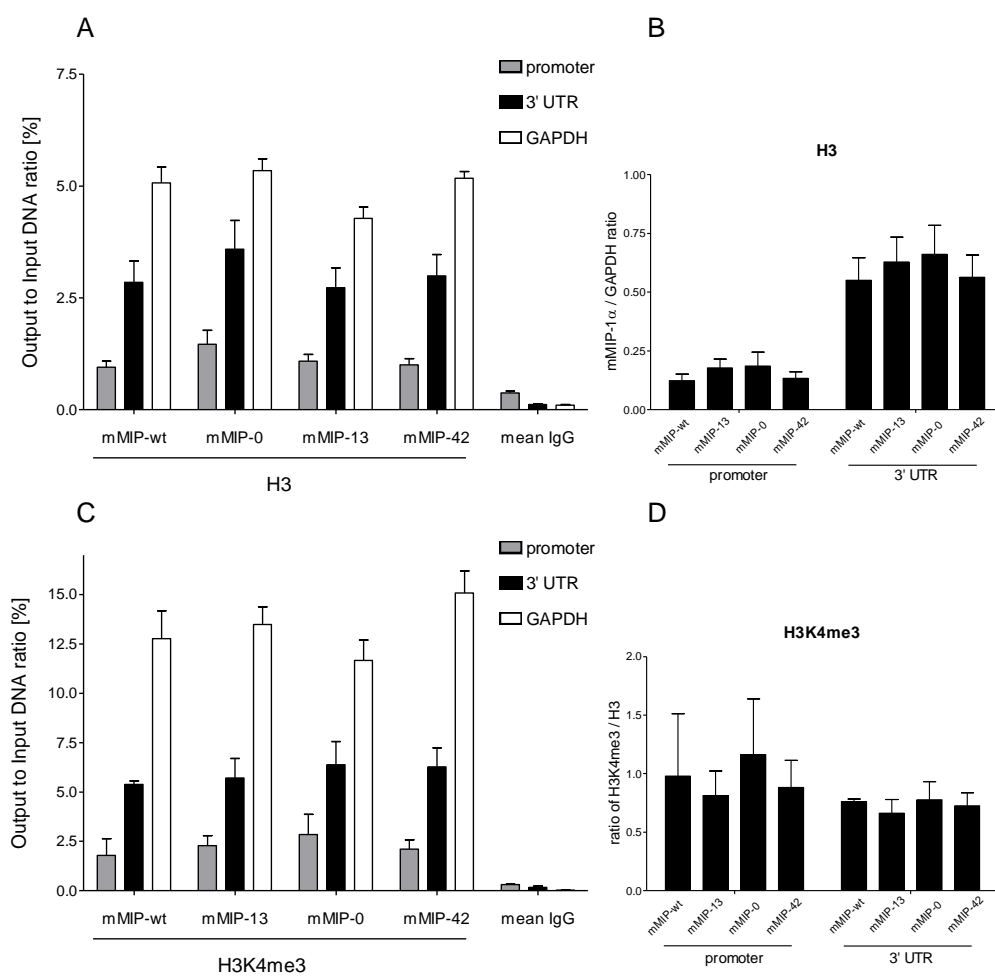 A
Output to Input DNA ratio [%]
7.5
5.0
2.5
0.0
promoter
3' UTR
GAPDH
mMIP-wt mMIP-0 mMIP-13 mMIP-42 mean IgG
H3
B
H3
mMIP-1α / GAPDH ratio
1.00
0.75
0.50
0.25
0.00
mMIP-wt mMIP-13 mMIP-0 mMIP-42 mMIP-wt mMIP-13 mMIP-0 mMIP-42
promoter 3' UTR
C
Output to Input DNA ratio [%]
15.0
12.5
10.0
7.5
5.0
2.5
0.0
promoter
3' UTR
GAPDH
mMIP-wt mMIP-13 mMIP-0 mMIP-42 mean IgG
H3K4me3
D
H3K4me3
ratio of H3K4me3 / H3
2.0
1.5
1.0
0.5
0.0
mMIP-wt mMIP-13 mMIP-0 mMIP-42 mMIP-wt mMIP-13 mMIP-0 mMIP-42
promoter 3' UTR